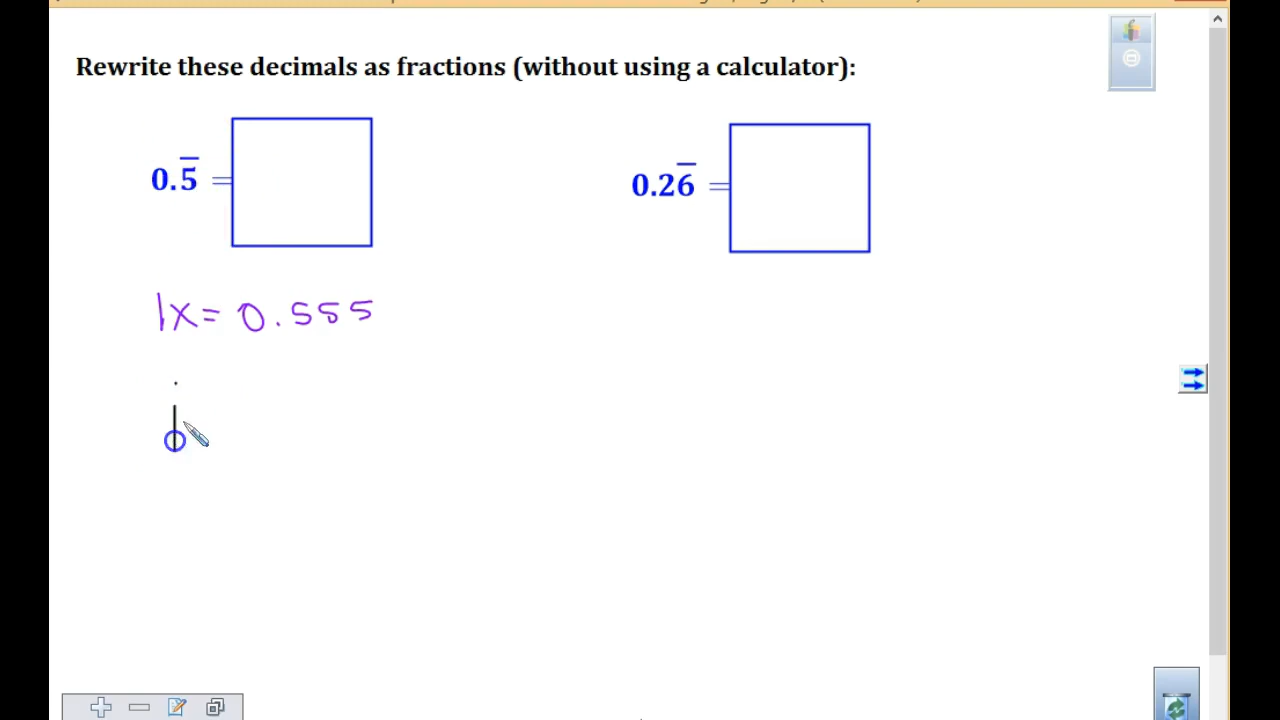 Rewrite these decimals as fractions (without using a calculator):
0.5̅ =
0.26̅ =
1x = 0.555